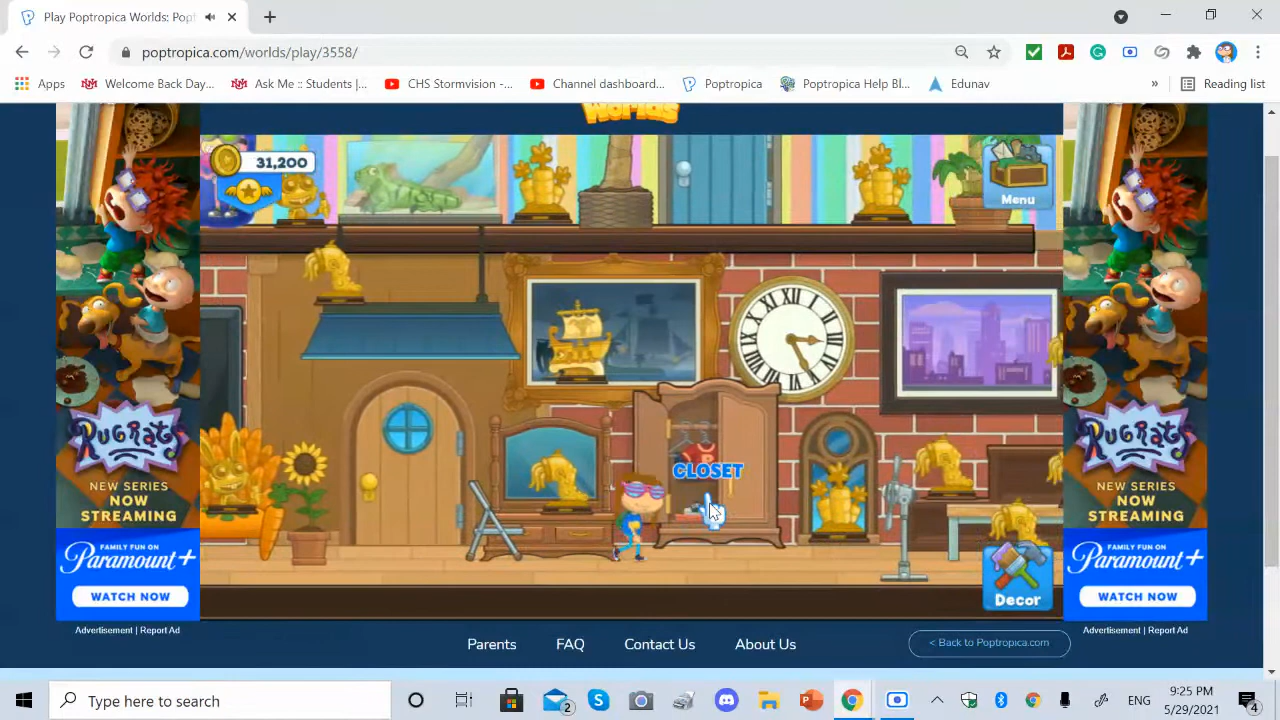 Play Popt
poptropica.com/worlds/play/3558/
Apps
Welcome Back Day...
Ask Me :: Students |...
CHS Stormvision -...
Channel dashboard...
Poptropica
Poptropica Help Bl...
Edunav
»
Reading list
Worlds
31,200
Menu
XII
CLOSET
Decor
RUGRATS
NEW SERIES
NOW
STREAMING
FAMILY FUN ON
Paramount+
WATCH NOW
Advertisement | Report Ad
RUGRATS
NEW SERIES
NOW
STREAMING
FAMILY FUN ON
Paramount+
WATCH NOW
Advertisement | Report Ad
Parents
FAQ
Contact Us
About Us
< Back to Poptropica.com
Type here to search
2
ENG
9:25 PM
5/29/2021
4